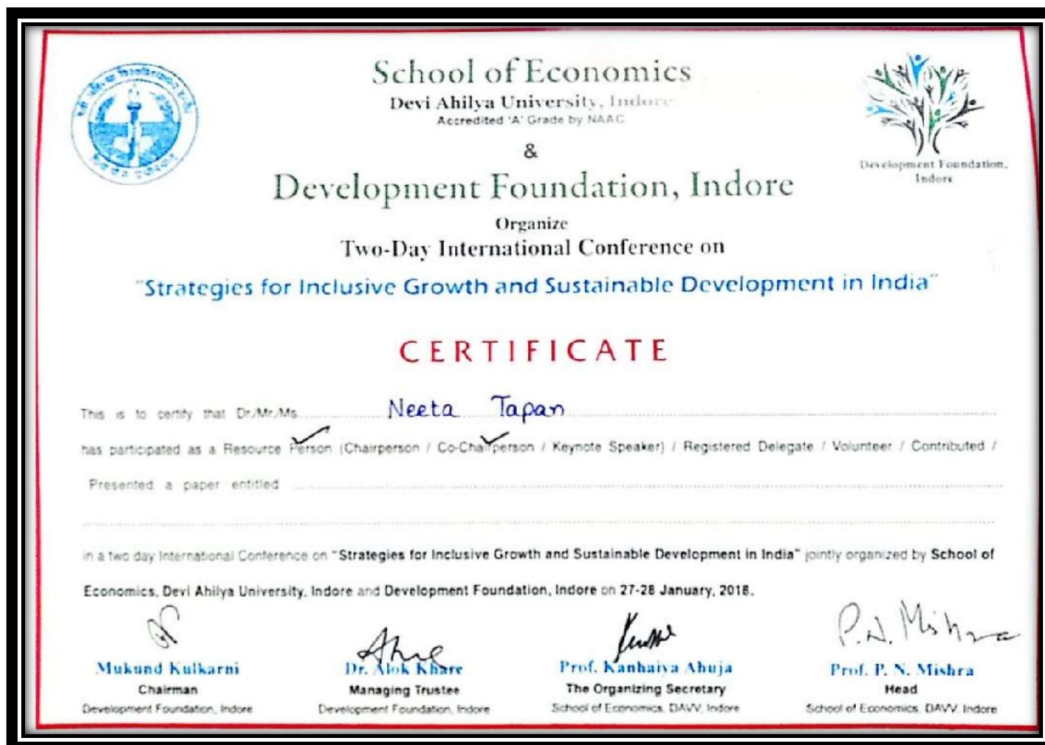 School of Economics
Devi Ahilya University, Indore
Accredited 'A' Grade by NAAC
&
Development Foundation, Indore
Development Foundation,
Indore
Organize
Two-Day International Conference on
"Strategies for Inclusive Growth and Sustainable Development in India"
CERTIFICATE
This is to certify that Dr./Mr./Ms. Neeta Tapan
has participated as a Resource Person (Chairperson / Co-Chairperson / Keynote Speaker) / Registered Delegate / Volunteer / Contributed /
Presented a paper entitled
in a two day International Conference on "Strategies for Inclusive Growth and Sustainable Development in India" jointly organized by School of
Economics, Devi Ahilya University, Indore and Development Foundation, Indore on 27-28 January, 2018.
P.N. Mishra
Mukund Kulkarni
Chairman
Development Foundation, Indore
Dr. Alok Khare
Managing Trustee
Development Foundation, Indore
Prof. Kanhaiya Ahuja
The Organizing Secretary
School of Economics, DAVV, Indore
Prof. P. N. Mishra
Head
School of Economics, DAVV, Indore